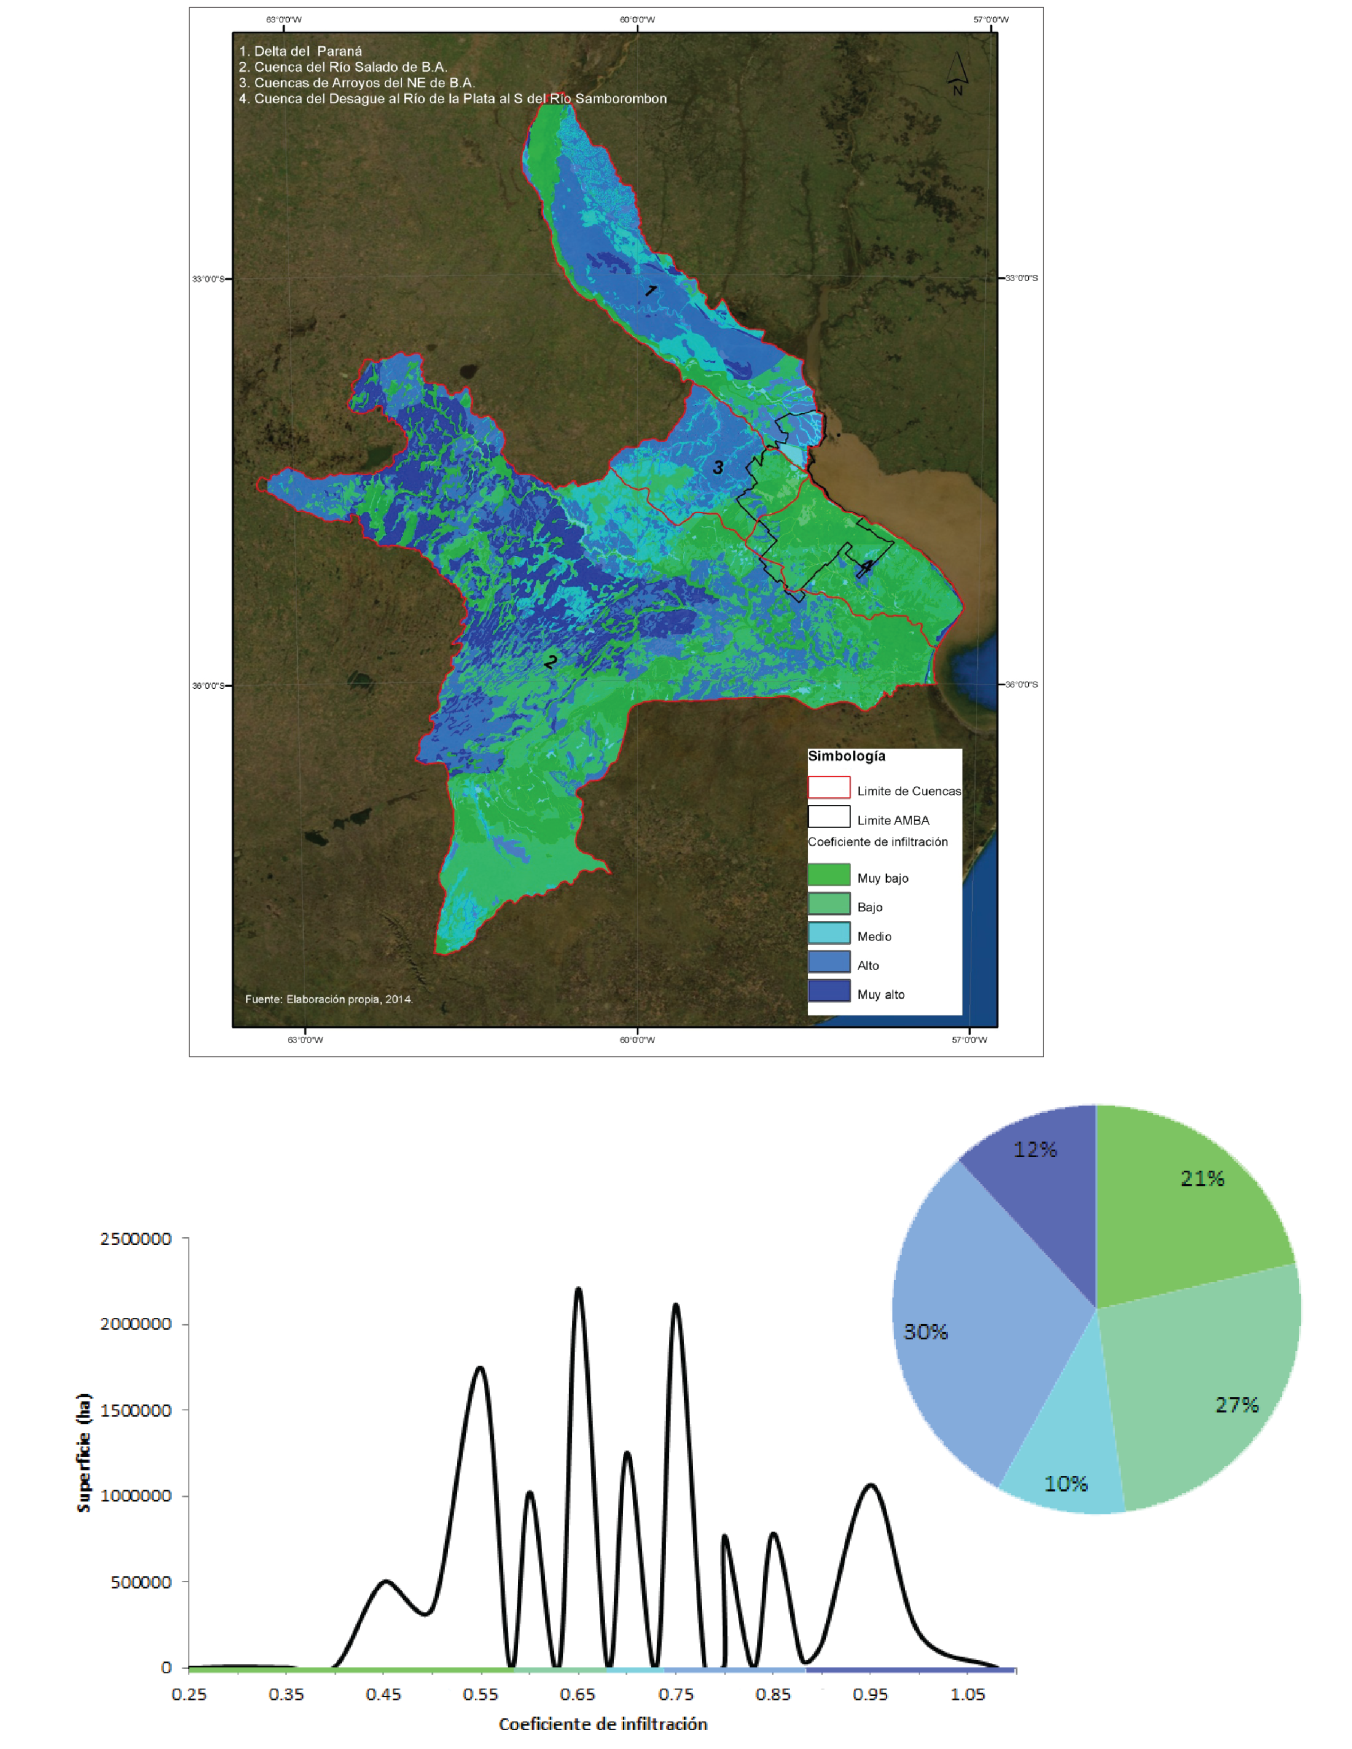 63°0'0"W
60°0'0"W
57°0'0"W
1. Delta del Paraná
2. Cuenca del Río Salado de B.A.
3. Cuencas de Arroyos del NE de B.A.
4. Cuenca del Desague al Río de la Plata al S del Río Samborombon
N
33°0'0"S
33°0'0"S
1
3
4
2
36°0'0"S
36°0'0"S
Simbología
Limite de Cuencas
Limite AMBA
Coeficiente de infiltración
Muy bajo
Bajo
Medio
Alto
Muy alto
Fuente: Elaboración propia, 2014.
63°0'0"W
60°0'0"W
57°0'0"W
12%
21%
30%
27%
10%
2500000
2000000
1500000
1000000
500000
0
Superficie (ha)
0.25 0.35 0.45 0.55 0.65 0.75 0.85 0.95 1.05
Coeficiente de infiltración